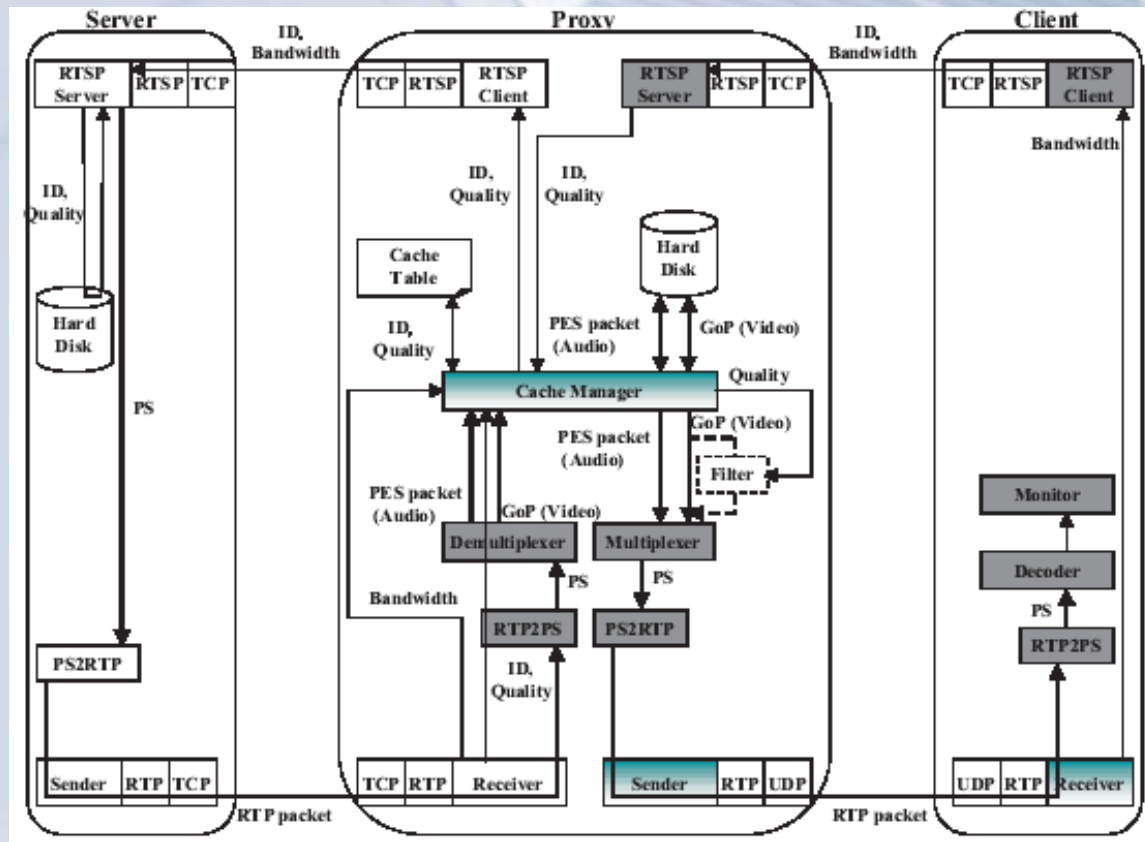 Server
Proxy
Client
ID,
Bandwidth
ID,
Bandwidth
RTSP
Server
RTSP
TCP
TCP
RTSP
RTSP
Client
RTSP
Server
RTSP
TCP
TCP
RTSP
RTSP
Client
Bandwidth
ID,
Quality
ID,
Quality
ID,
Quality
Cache
Table
Hard
Disk
Hard
Disk
ID,
Quality
PES packet
(Audio)
GoP (Video)
Quality
Cache Manager
PS
PES packet
(Audio)
GoP (Video)
Filter
PES packet
(Audio)
GoP (Video)
Monitor
Demultiplexer
Multiplexer
Decoder
PS
PS
PS
Bandwidth
RTP2PS
PS2RTP
RTP2PS
PS2RTP
ID,
Quality
Sender
RTP
TCP
TCP
RTP
Receiver
Sender
RTP
UDP
UDP
RTP
Receiver
RTP packet
RTP packet